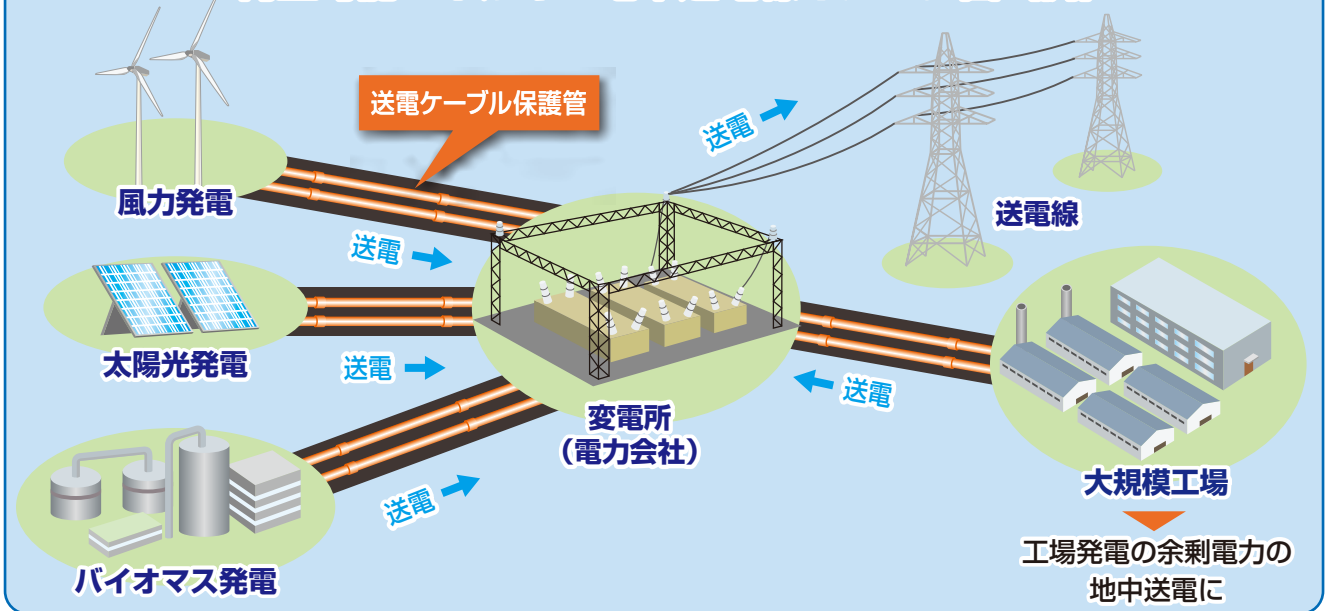 送電ケーブル保護管
送電
風力発電
送電線
送電
太陽光発電
送電
変電所
（電力会社）
送電
大規模工場
送電
バイオマス発電
工場発電の余剰電力の
地中送電に